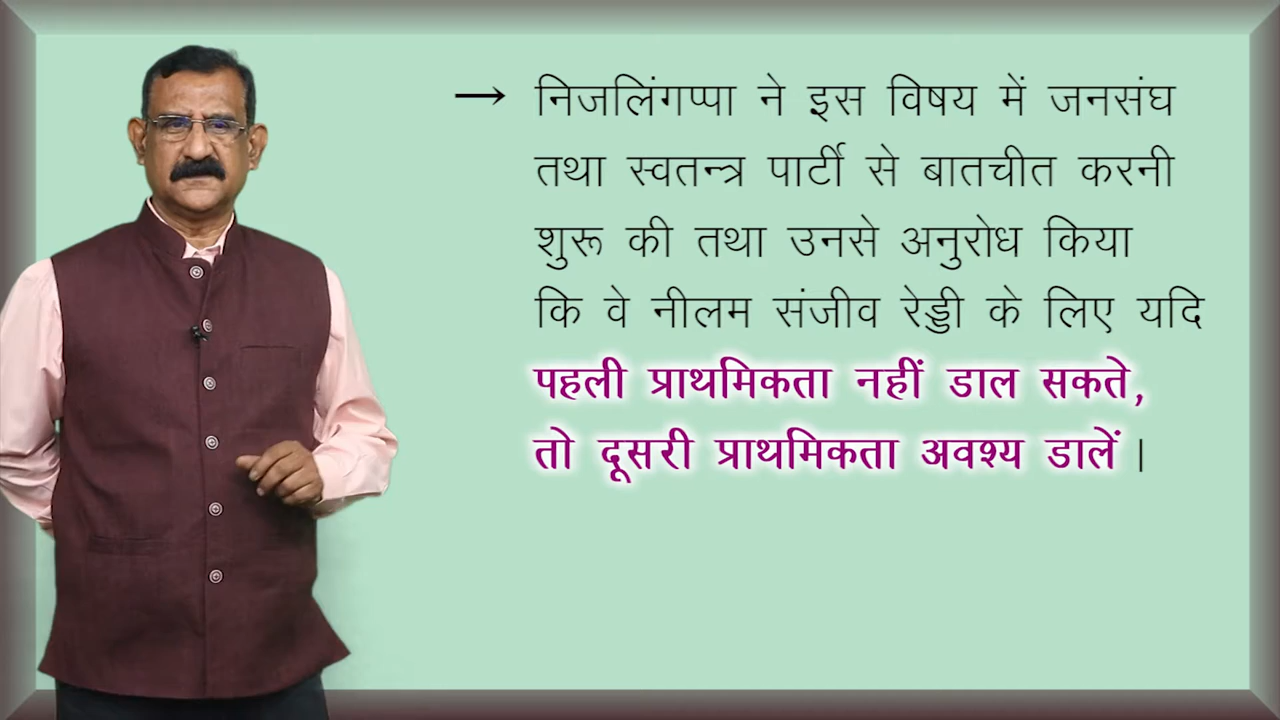 → निजलिंगप्पा ने इस विषय में जनसंघ
तथा स्वतन्त्र पार्टी से बातचीत करनी
शुरू की तथा उनसे अनुरोध किया
कि वे नीलम संजीव रेड्डी के लिए यदि
पहली प्राथमिकता नहीं डाल सकते,
तो दूसरी प्राथमिकता अवश्य डालें।